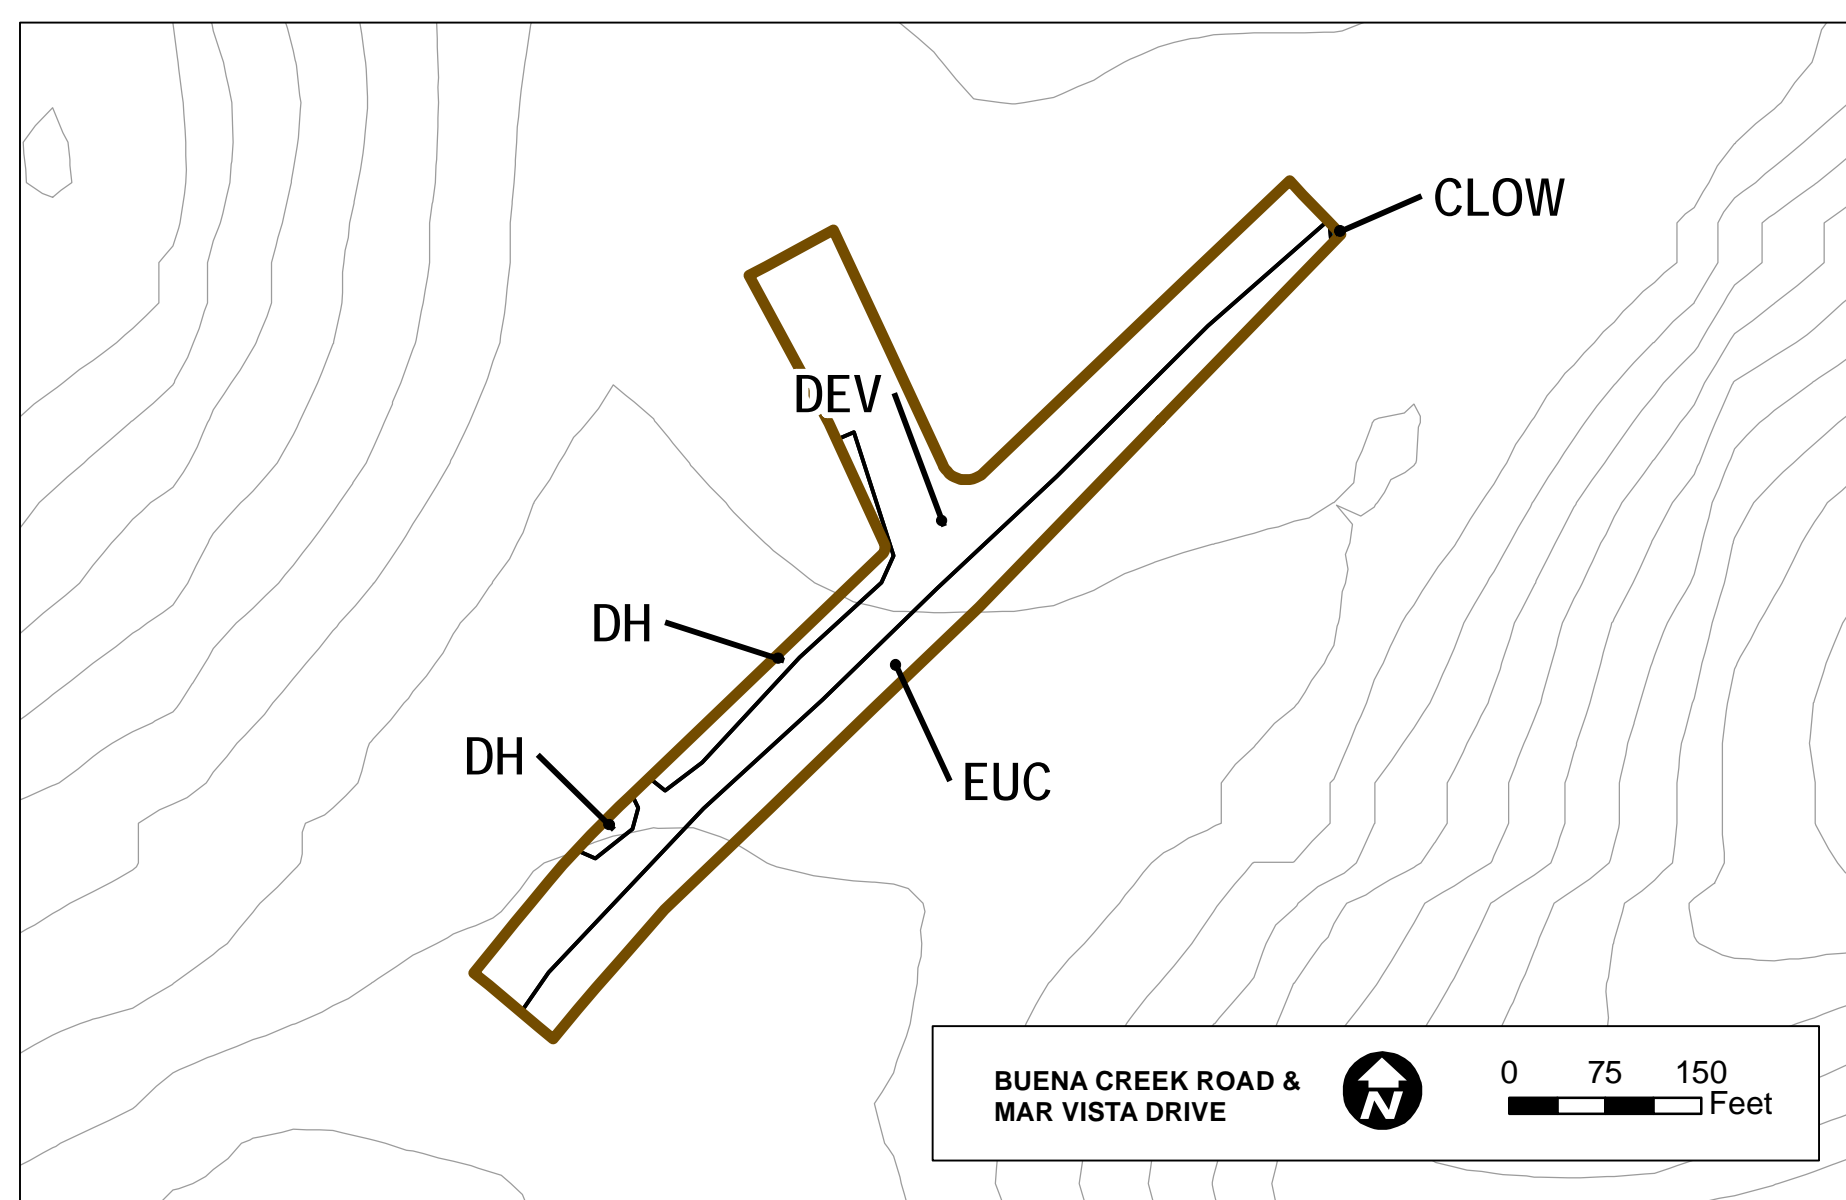 CLOW
DEV
DH
DH
EUC
BUENA CREEK ROAD &
MAR VISTA DRIVE
N
0 75 150
Feet